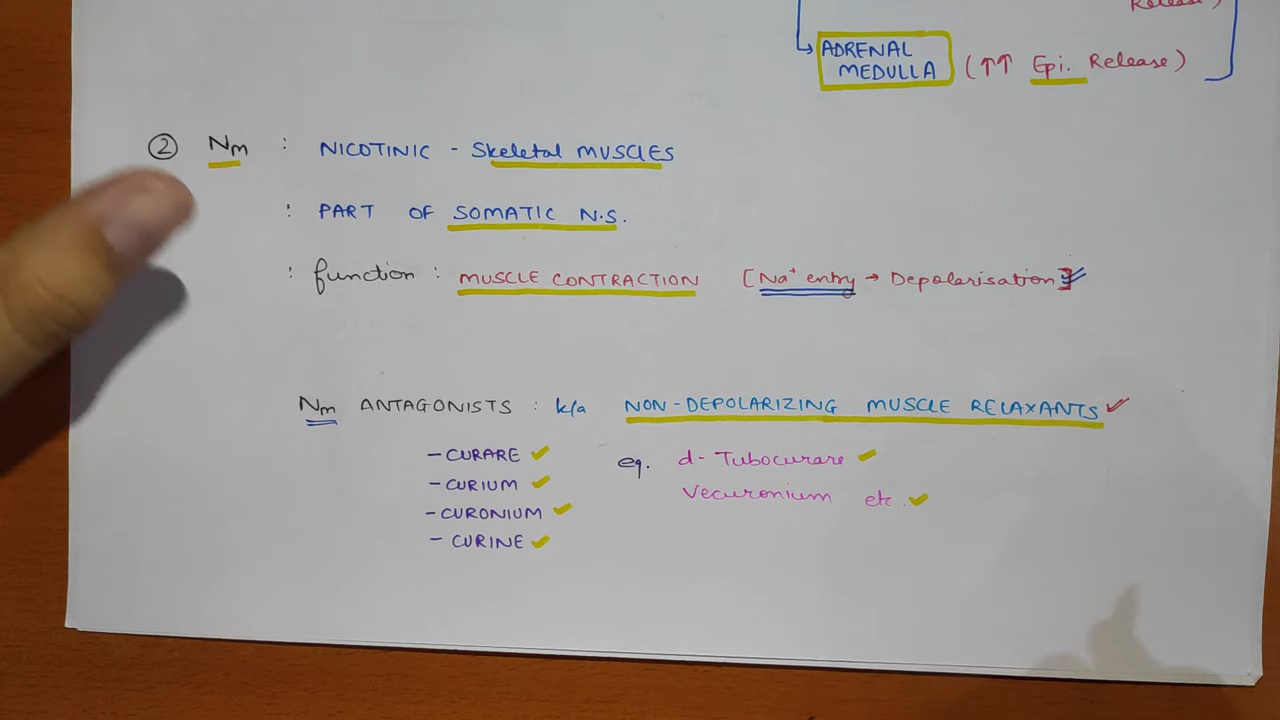 Release)
ADRENAL
MEDULLA (↑↑ Epi. Release)
② Nm : NICOTINIC - Skeletal MUSCLES
: PART OF SOMATIC N.S.
: function : MUSCLE CONTRACTION [Na⁺ entry → Depolarisation]
Nm ANTAGONISTS : k/a NON-DEPOLARIZING MUSCLE RELAXANTS
- CURARE
- CURIUM
- CURONIUM
- CURINE
eg. d- Tubocurare
Vecuronium etc.